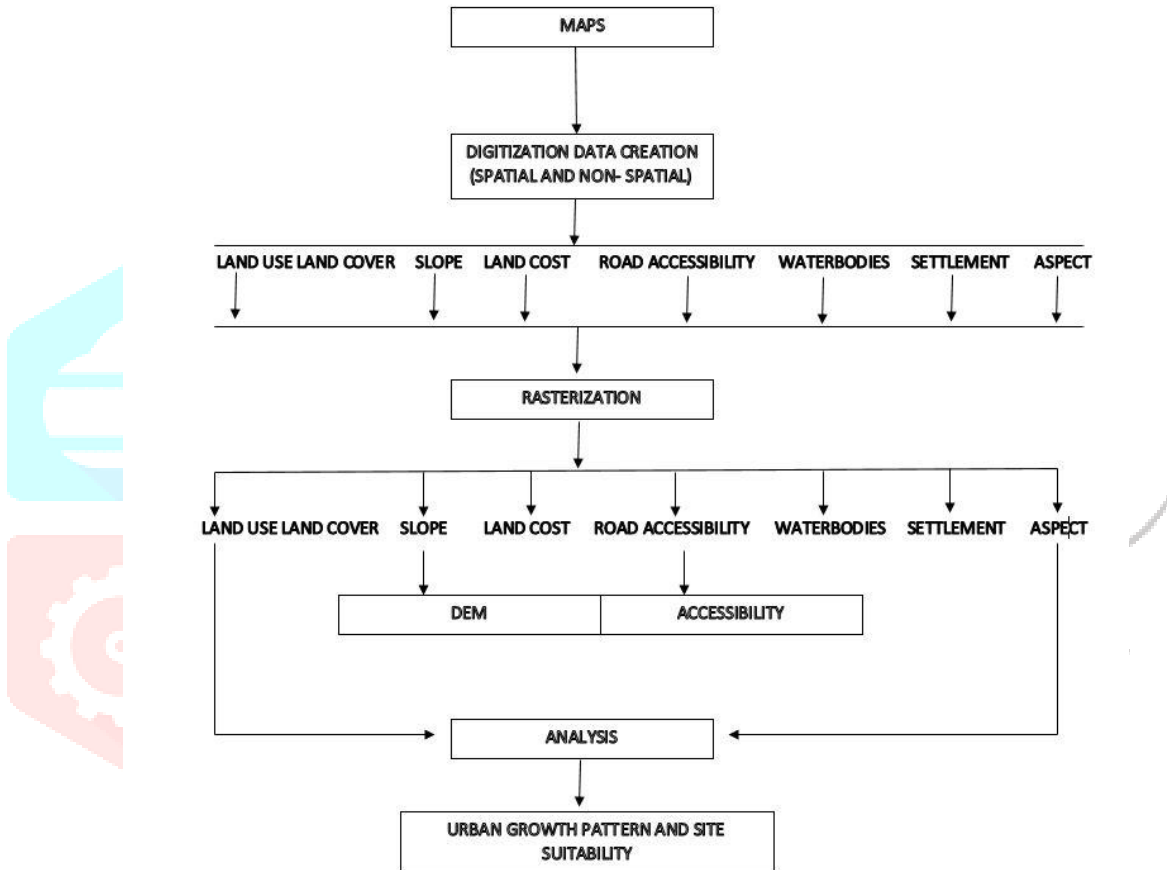 MAPS
DIGITIZATION DATA CREATION
(SPATIAL AND NON- SPATIAL)
LAND USE LAND COVER SLOPE LAND COST ROAD ACCESSIBILITY WATERBODIES SETTLEMENT ASPECT
RASTERIZATION
LAND USE LAND COVER SLOPE LAND COST ROAD ACCESSIBILITY WATERBODIES SETTLEMENT ASPECT
DEM ACCESSIBILITY
ANALYSIS
URBAN GROWTH PATTERN AND SITE
SUITABILITY